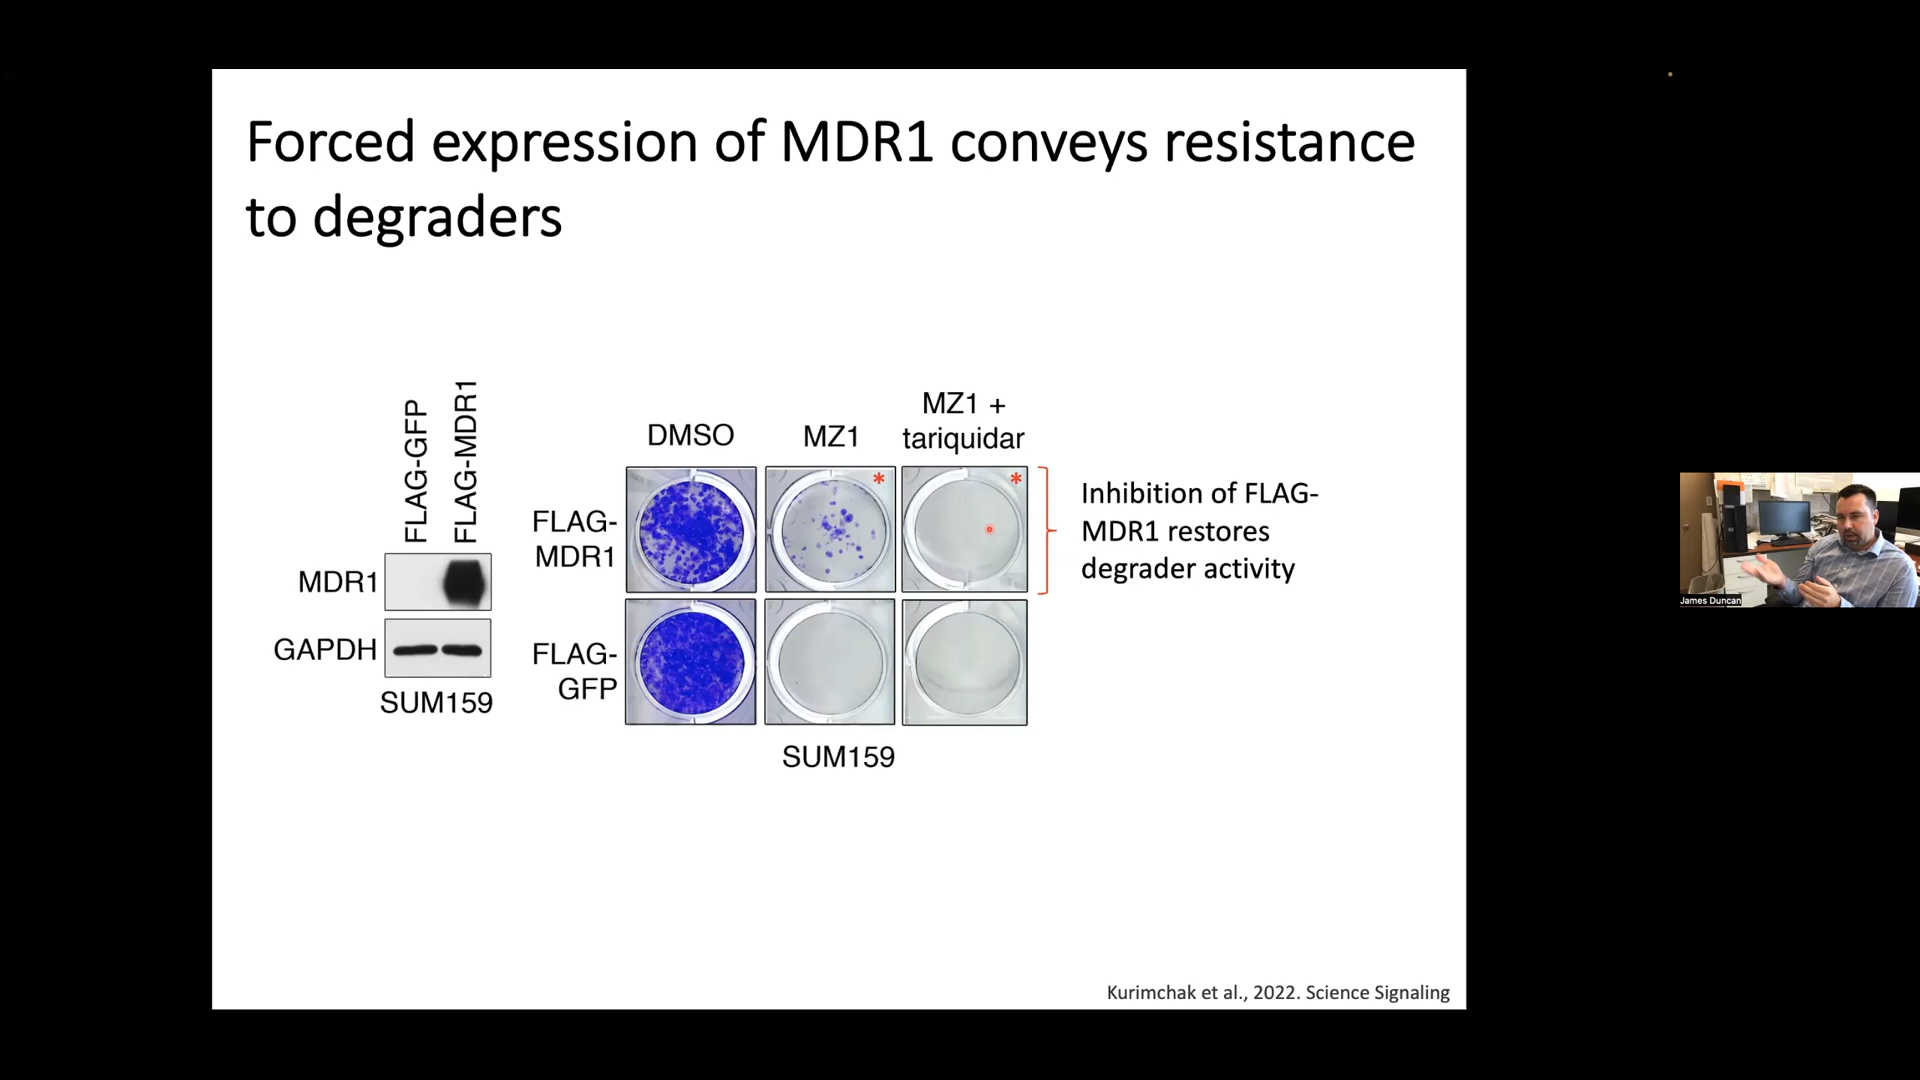 Forced expression of MDR1 conveys resistance
to degraders
FLAG-GFP
FLAG-MDR1
MDR1
GAPDH
SUM159
DMSO
MZ1
MZ1 +
tariquidar
FLAG-
MDR1
FLAG-
GFP
*
*
SUM159
Inhibition of FLAG-
MDR1 restores
degrader activity
Kurimchak et al., 2022. Science Signaling
James Duncan